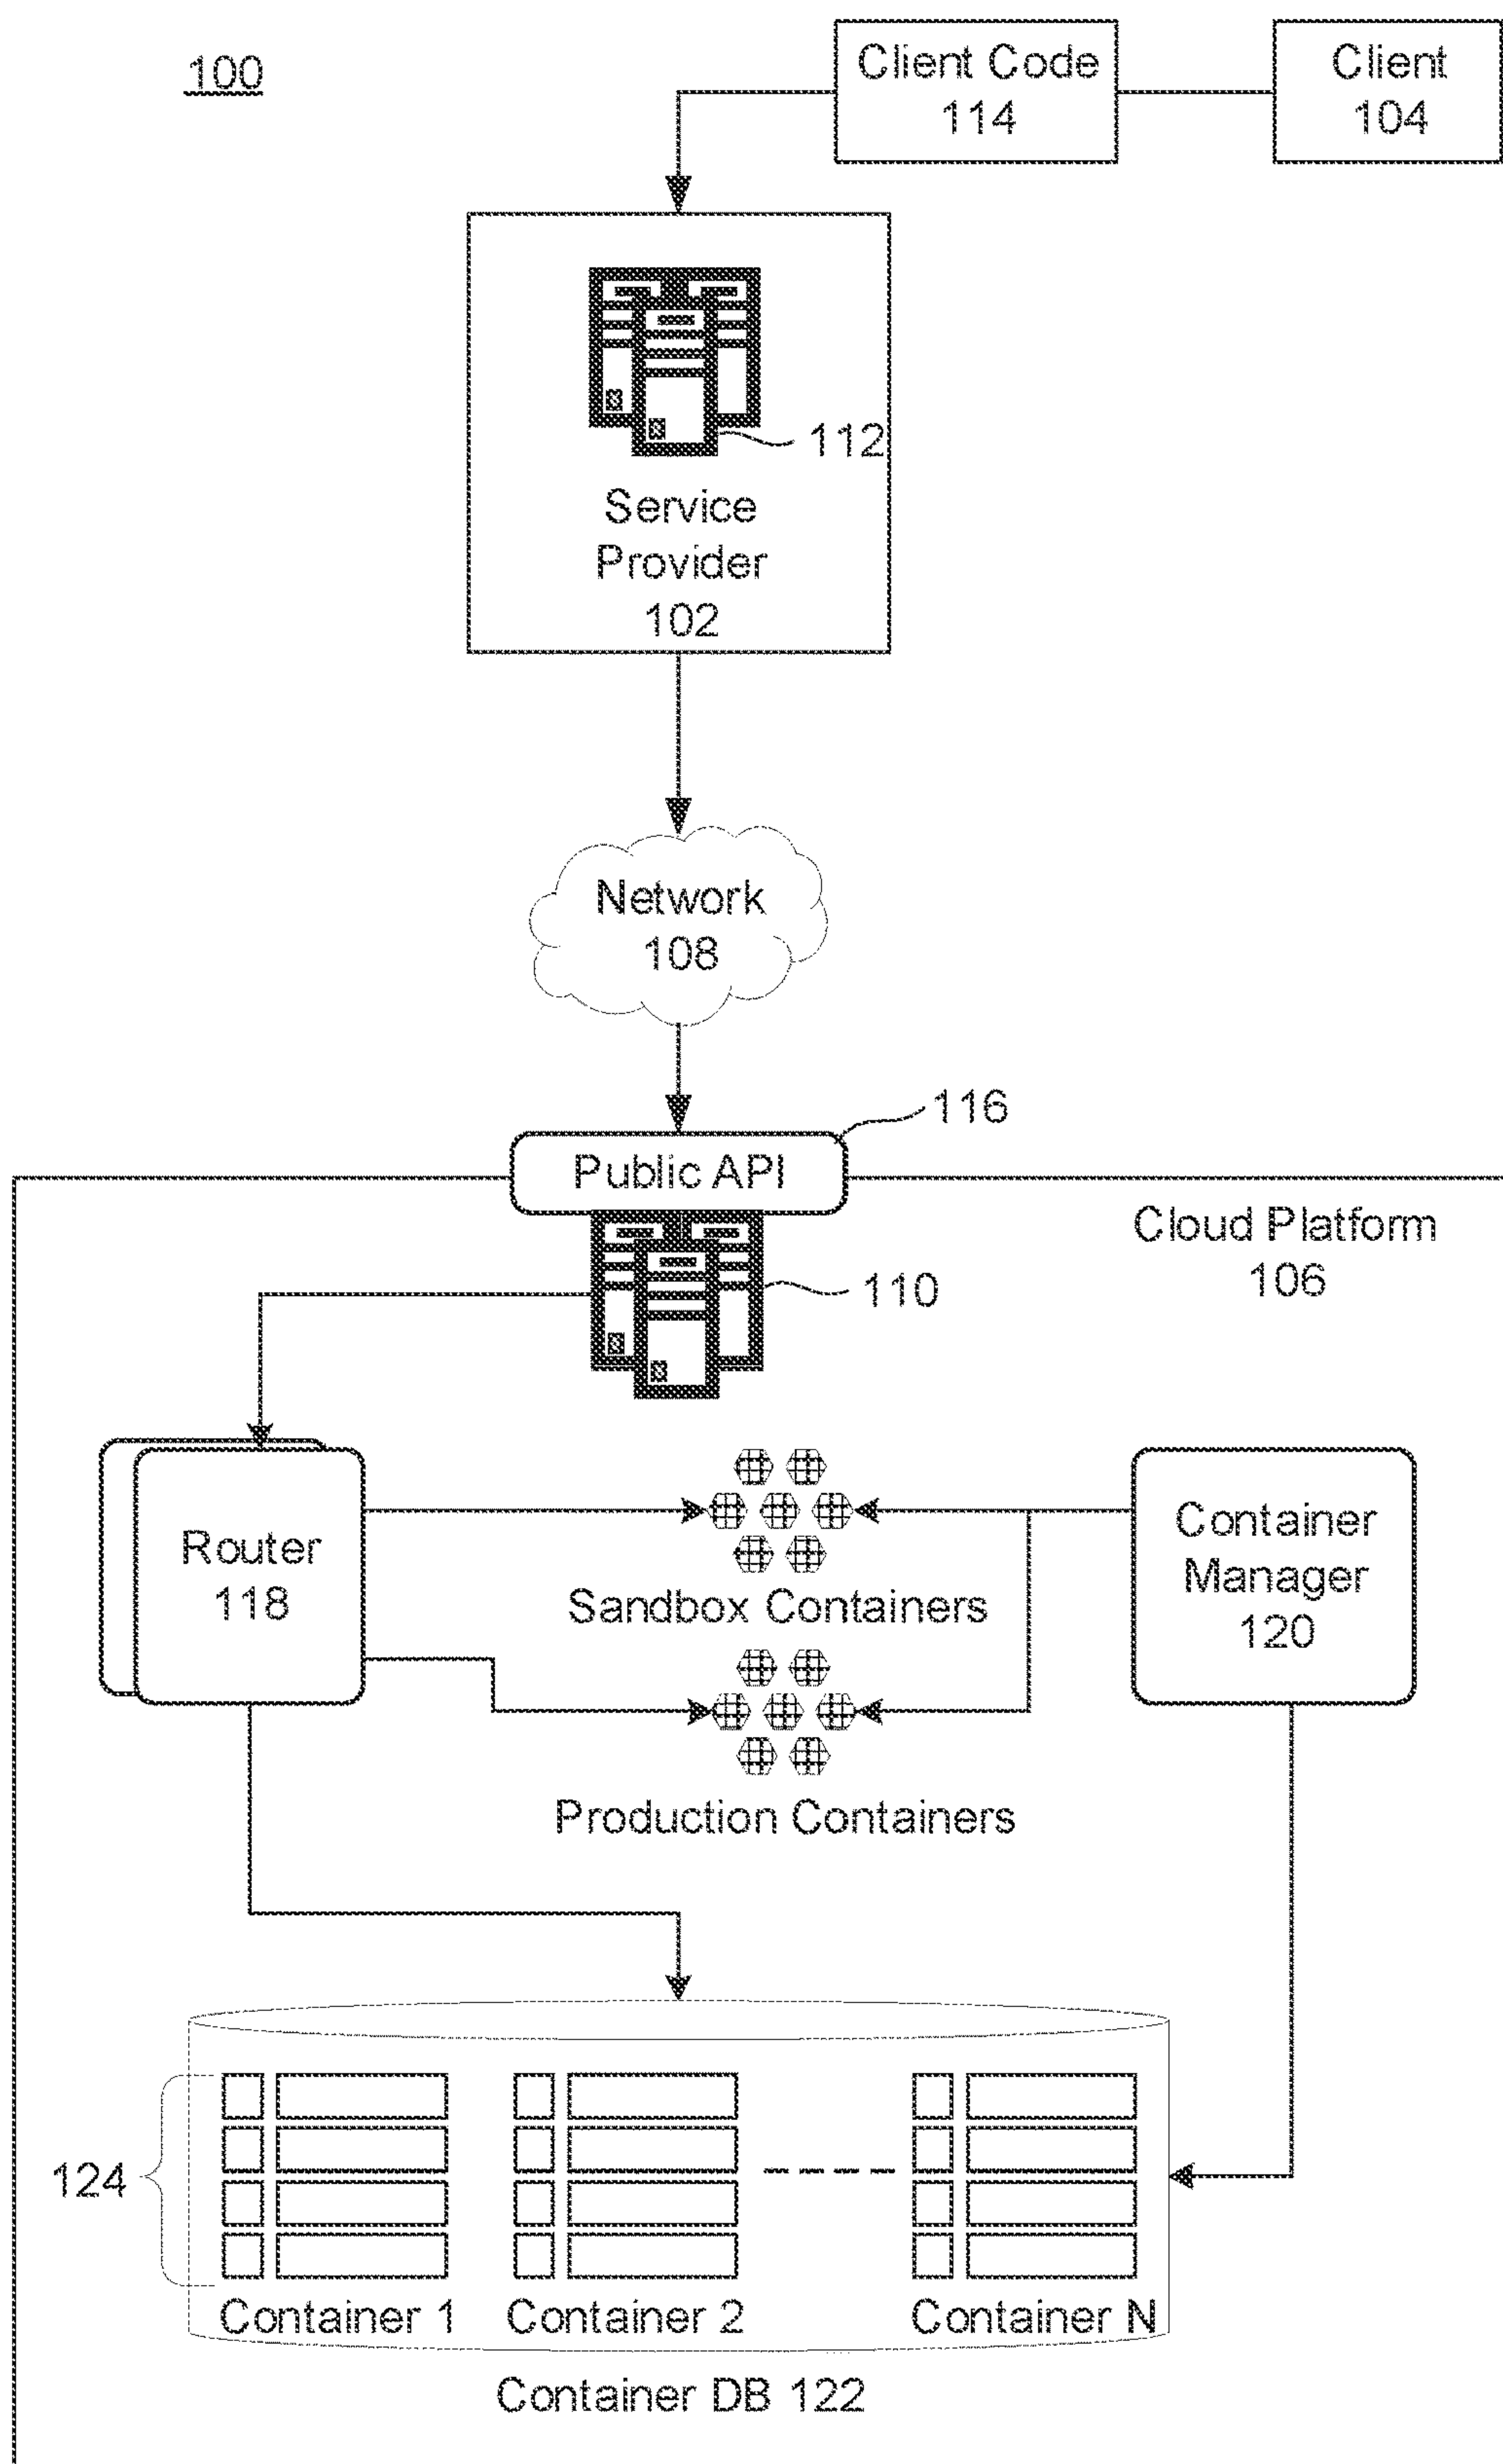 100
Client Code
114
Client
104
112
Service
Provider
102
Network
108
116
Public API
Cloud Platform
106
110
Router
118
Sandbox Containers
Container
Manager
120
Production Containers
124
Container 1
Container 2
Container N
Container DB 122